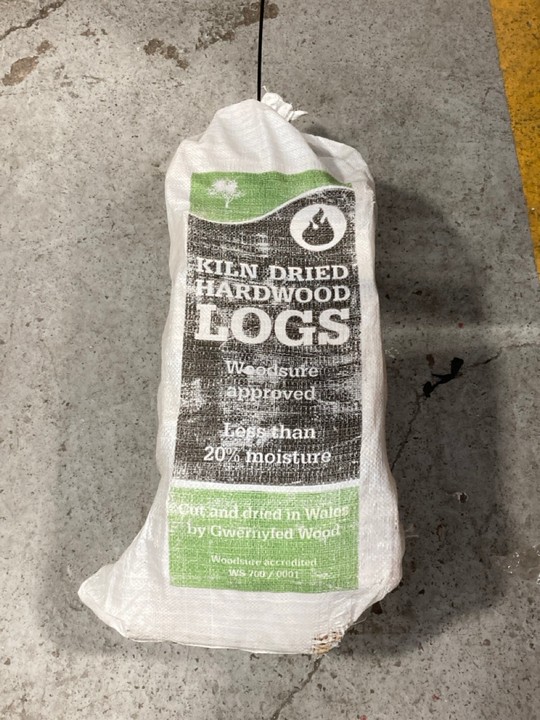 KILN DRIED
HARDWOOD
LOGS
Woodsure
approved
Less than
20% moisture
Cut and dried in Wales
by Gwernyfed Wood
Woodsure accredited
WS 700 / 0001